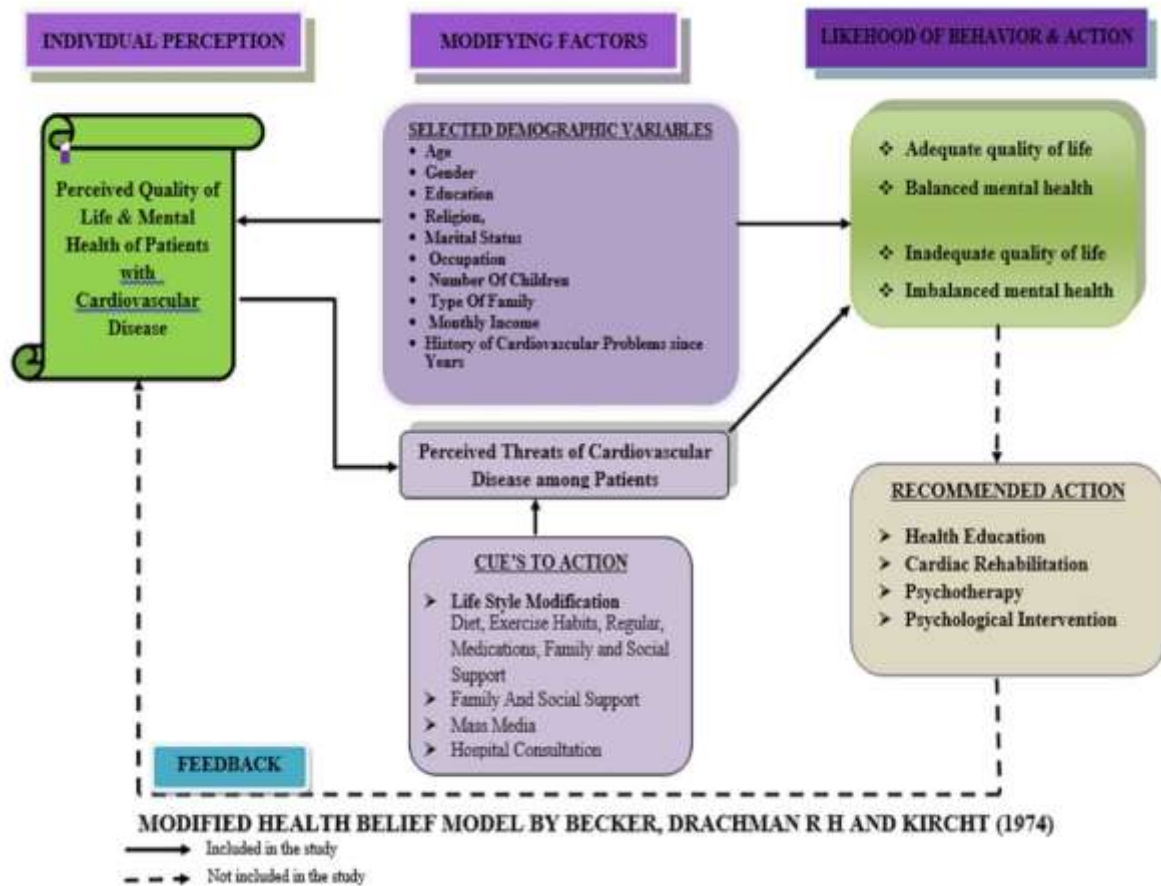 INDIVIDUAL PERCEPTION
MODIFYING FACTORS
LIKEHOOD OF BEHAVIOR & ACTION
Perceived Quality of
Life & Mental
Health of Patients
with
Cardiovascular
Disease
SELECTED DEMOGRAPHIC VARIABLES
• Age
• Gender
• Education
• Religion,
• Marital Status
• Occupation
• Number Of Children
• Type Of Family
• Monthly Income
• History of Cardiovascular Problems since
Years
❖ Adequate quality of life
❖ Balanced mental health
❖ Inadequate quality of life
❖ Imbalanced mental health
Perceived Threats of Cardiovascular
Disease among Patients
CUE'S TO ACTION
➢ Life Style Modification
Diet, Exercise Habits, Regular,
Medications, Family and Social
Support
➢ Family And Social Support
➢ Mass Media
➢ Hospital Consultation
RECOMMENDED ACTION
➢ Health Education
➢ Cardiac Rehabilitation
➢ Psychotherapy
➢ Psychological Intervention
FEEDBACK
MODIFIED HEALTH BELIEF MODEL BY BECKER, DRACHMAN R H AND KIRCHT (1974)
Included in the study
Not included in the study